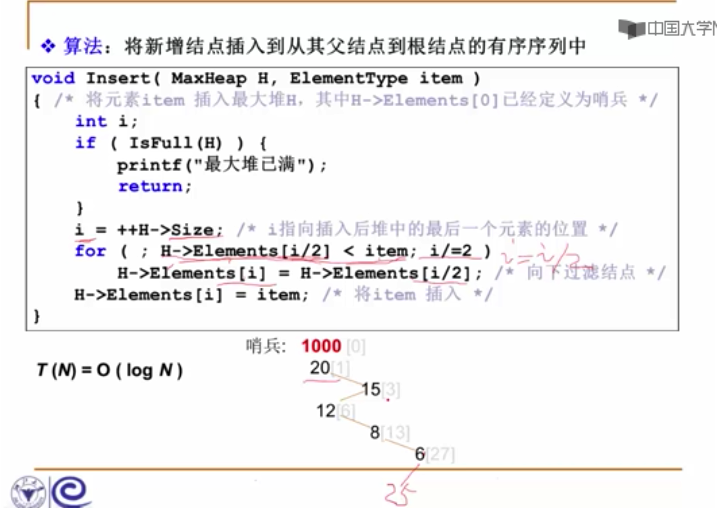 中国大学M
❖ 算法：将新增结点插入到从其父结点到根结点的有序序列中
void Insert( MaxHeap H, ElementType item )
{ /* 将元素item 插入最大堆H，其中H->Elements[0]已经定义为哨兵 */
int i;
if ( IsFull(H) ) {
printf("最大堆已满");
return;
}
i = ++H->Size; /* i指向插入后堆中的最后一个元素的位置 */
for ( ; H->Elements[i/2] < item; i/=2 ) i=i/2
H->Elements[i] = H->Elements[i/2]; /* 向下过滤结点 */
H->Elements[i] = item; /* 将item 插入 */
}
哨兵: 1000 [0]
T (N) = O ( log N )
20[1]
15[3]
12[6]
8[13]
6[27]
25